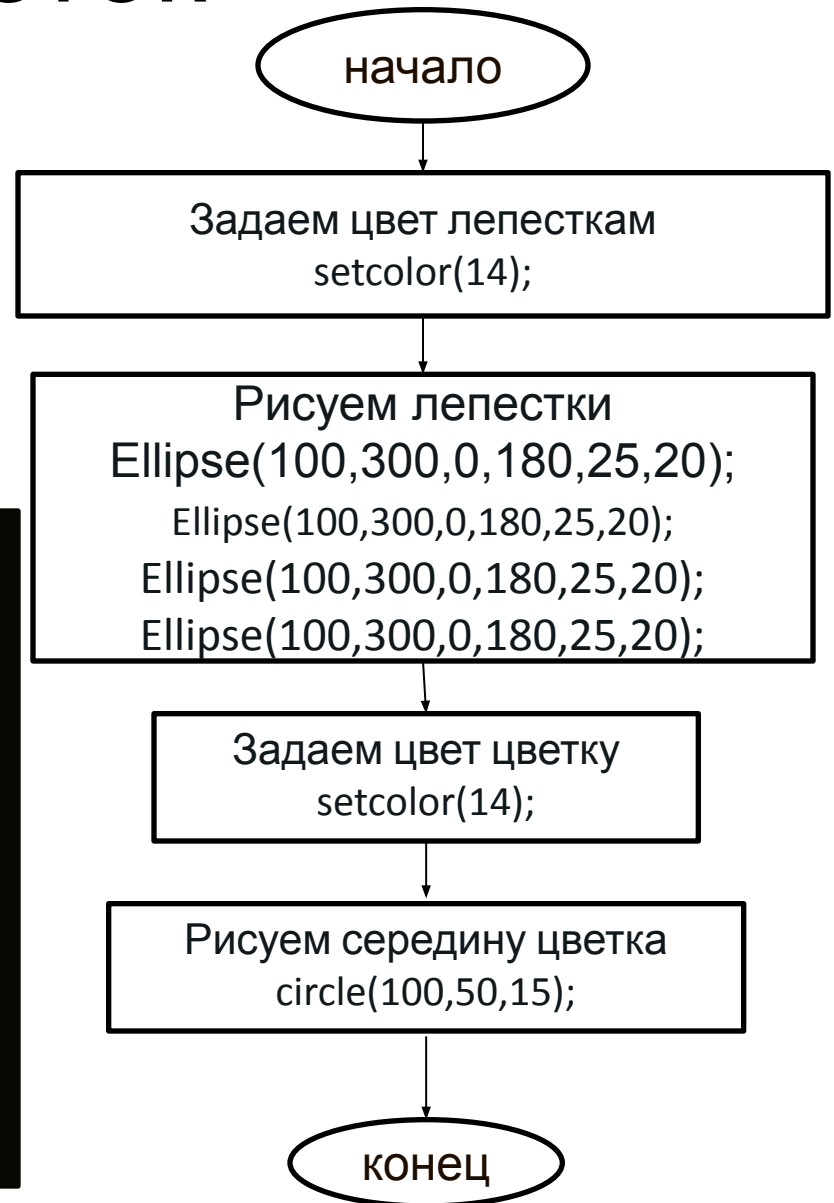 начало
Задаем цвет лепесткам
setcolor(14);
Рисуем лепестки
Ellipse(100,300,0,180,25,20);
Ellipse(100,300,0,180,25,20);
Ellipse(100,300,0,180,25,20);
Ellipse(100,300,0,180,25,20);
Задаем цвет цветку
setcolor(14);
Рисуем середину цветка
circle(100,50,15);
конец